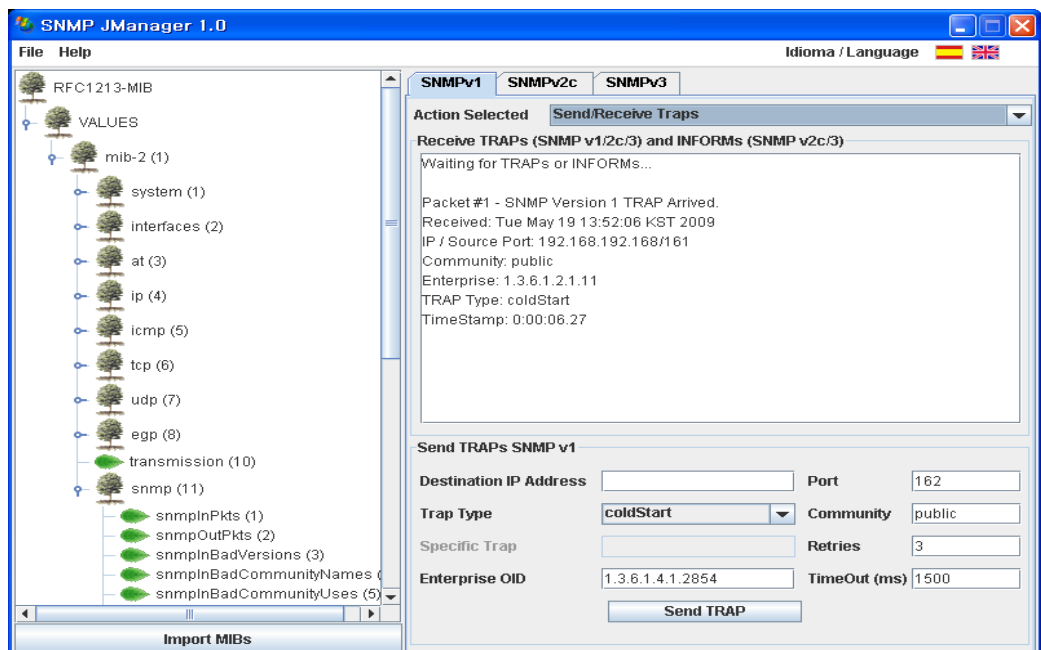 SNMP JManager 1.0
File Help
Idioma / Language
RFC1213-MIB
VALUES
mib-2 (1)
system (1)
interfaces (2)
at (3)
ip (4)
icmp (5)
tcp (6)
udp (7)
egp (8)
transmission (10)
snmp (11)
snmpInPkts (1)
snmpOutPkts (2)
snmpInBadVersions (3)
snmpInBadCommunityNames (
snmpInBadCommunityUses (5)
Import MIBs
SNMPv1 SNMPv2c SNMPv3
Action Selected Send/Receive Traps
Receive TRAPs (SNMP v1/2c/3) and INFORMs (SNMP v2c/3)
Waiting for TRAPs or INFORMs...
Packet #1 - SNMP Version 1 TRAP Arrived.
Received: Tue May 19 13:52:06 KST 2009
IP / Source Port: 192.168.192.168/161
Community: public
Enterprise: 1.3.6.1.2.1.11
TRAP Type: coldStart
TimeStamp: 0:00:06.27
Send TRAPs SNMP v1
Destination IP Address Port 162
Trap Type coldStart Community public
Specific Trap Retries 3
Enterprise OID 1.3.6.1.4.1.2854 TimeOut (ms) 1500
Send TRAP